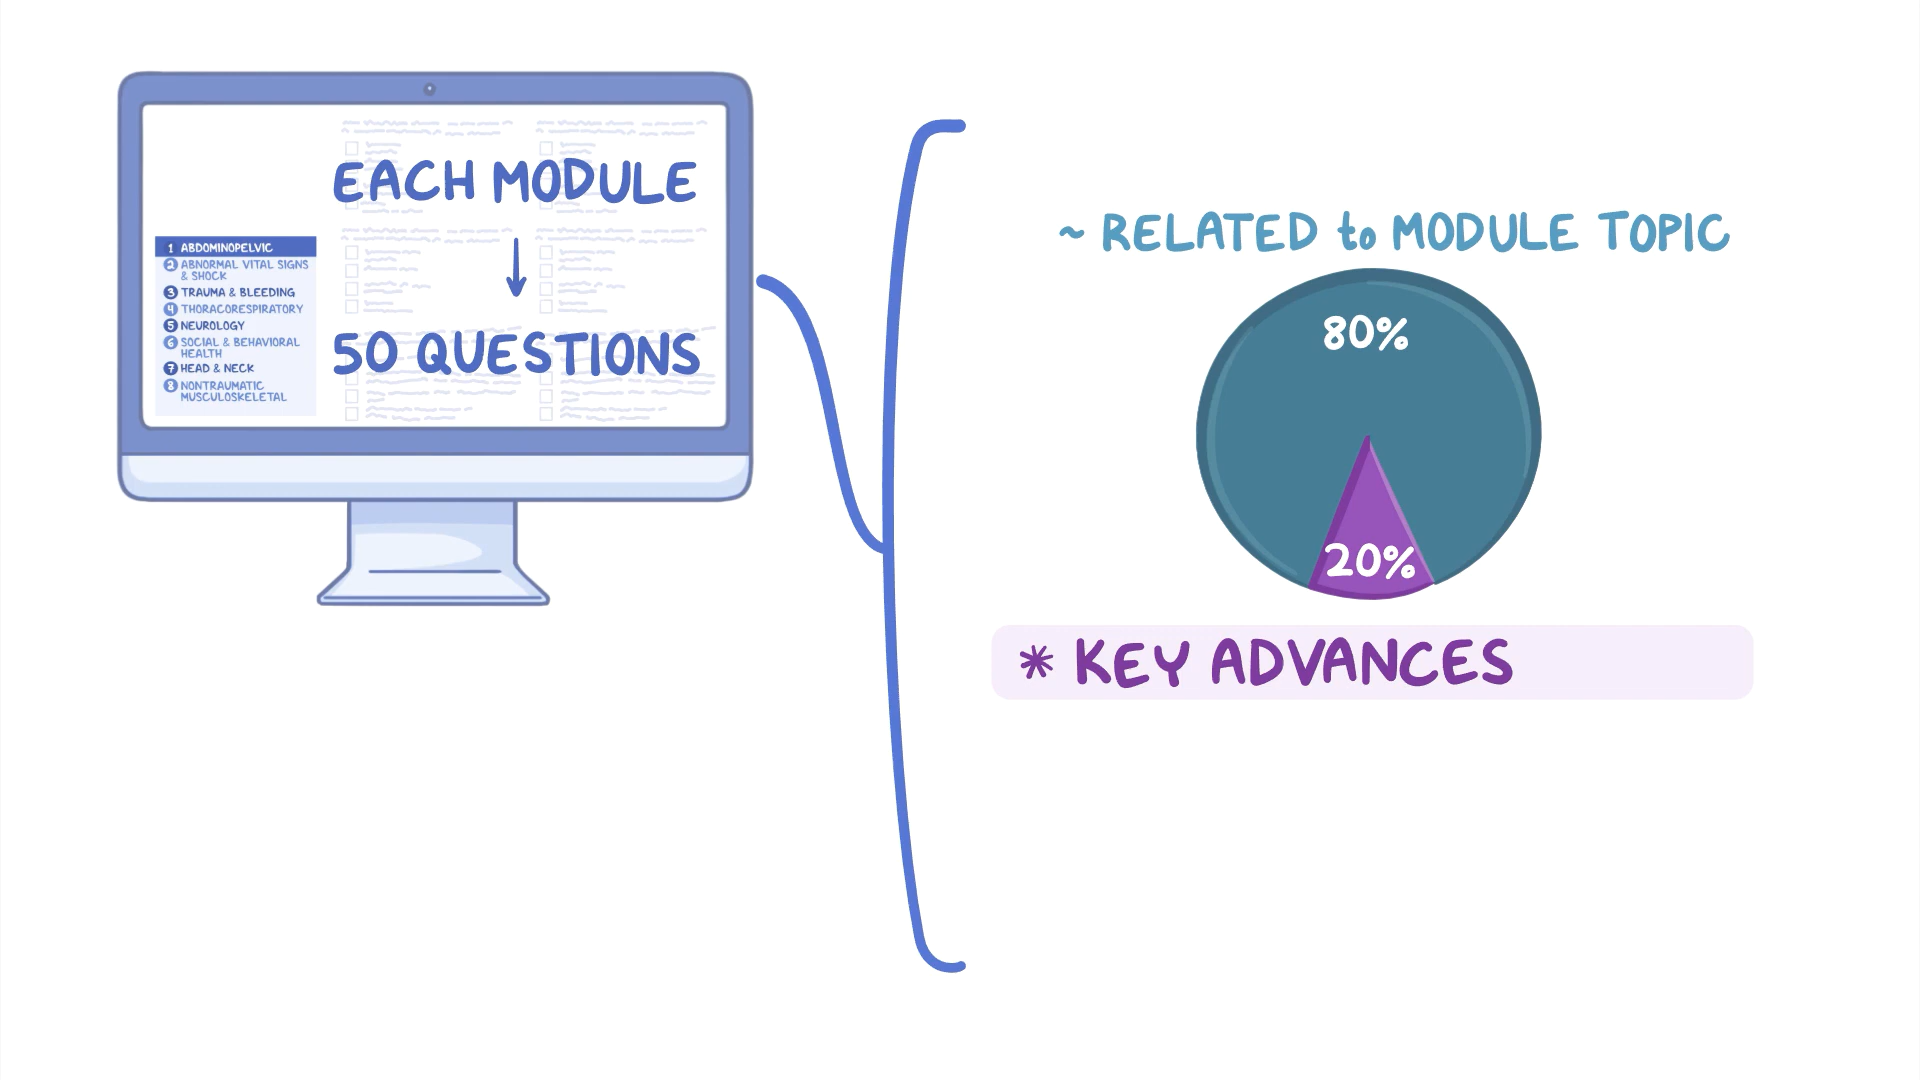 EACH MODULE
50 QUESTIONS
1 ABDOMINOPELVIC
2 ABNORMAL VITAL SIGNS
& SHOCK
3 TRAUMA & BLEEDING
4 THORACORESPIRATORY
5 NEUROLOGY
6 SOCIAL & BEHAVIORAL
HEALTH
7 HEAD & NECK
8 NONTRAUMATIC
MUSCULOSKELETAL
~ RELATED to MODULE TOPIC
80%
20%
* KEY ADVANCES